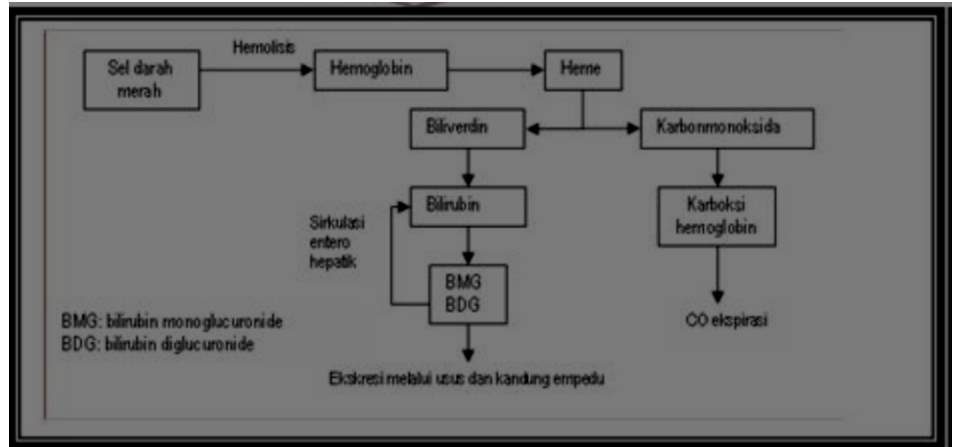 Hemolisis
Sel darah
merah
Hemoglobin
Heme
Biliverdin
Karbonmonoksida
Bilirubin
Karboksi
hemoglobin
Sirkulasi
entero
hepatik
BMG
BDG
CO ekspirasi
BMG: bilirubin monoglucuronide
BDG: bilirubin diglucuronide
Ekskresi melalui usus dan kandung empedu